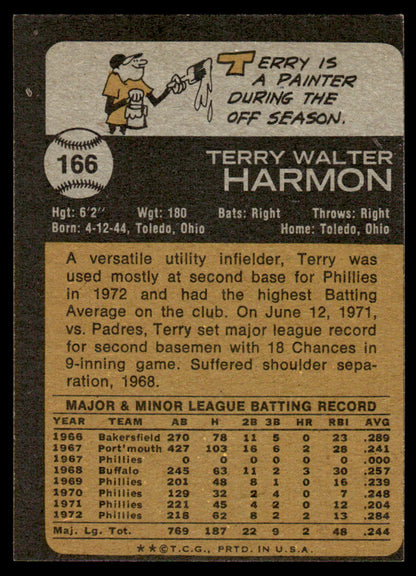 TERRY IS
A PAINTER
DURING THE
OFF SEASON.
166
TERRY WALTER
HARMON
Hgt: 6'2" Wgt: 180 Bats: Right Throws: Right
Born: 4-12-44, Toledo, Ohio Home: Toledo, Ohio
A versatile utility infielder, Terry was
used mostly at second base for Phillies
in 1972 and had the highest Batting
Average on the club. On June 12, 1971,
vs. Padres, Terry set major league record
for second basemen with 18 Chances in
9-inning game. Suffered shoulder sepa-
ration, 1968.
MAJOR & MINOR LEAGUE BATTING RECORD
YEAR TEAM AB H 2B 3B HR RBI AVG
1966 Bakersfield 270 78 11 5 0 23 .289
1967 Port'mouth 427 103 16 6 2 28 .241
1967 Phillies 0 0 0 0 0 0 .000
1968 Buffalo 245 63 11 2 3 30 .257
1969 Phillies 201 48 8 1 0 16 .239
1970 Phillies 129 32 2 4 0 7 .248
1971 Phillies 221 45 4 2 0 12 .204
1972 Phillies 218 62 8 2 2 13 .284
Maj. Lg. Tot. 769 187 22 9 2 48 .244
★★©T.C.G., PRTD. IN U.S.A.